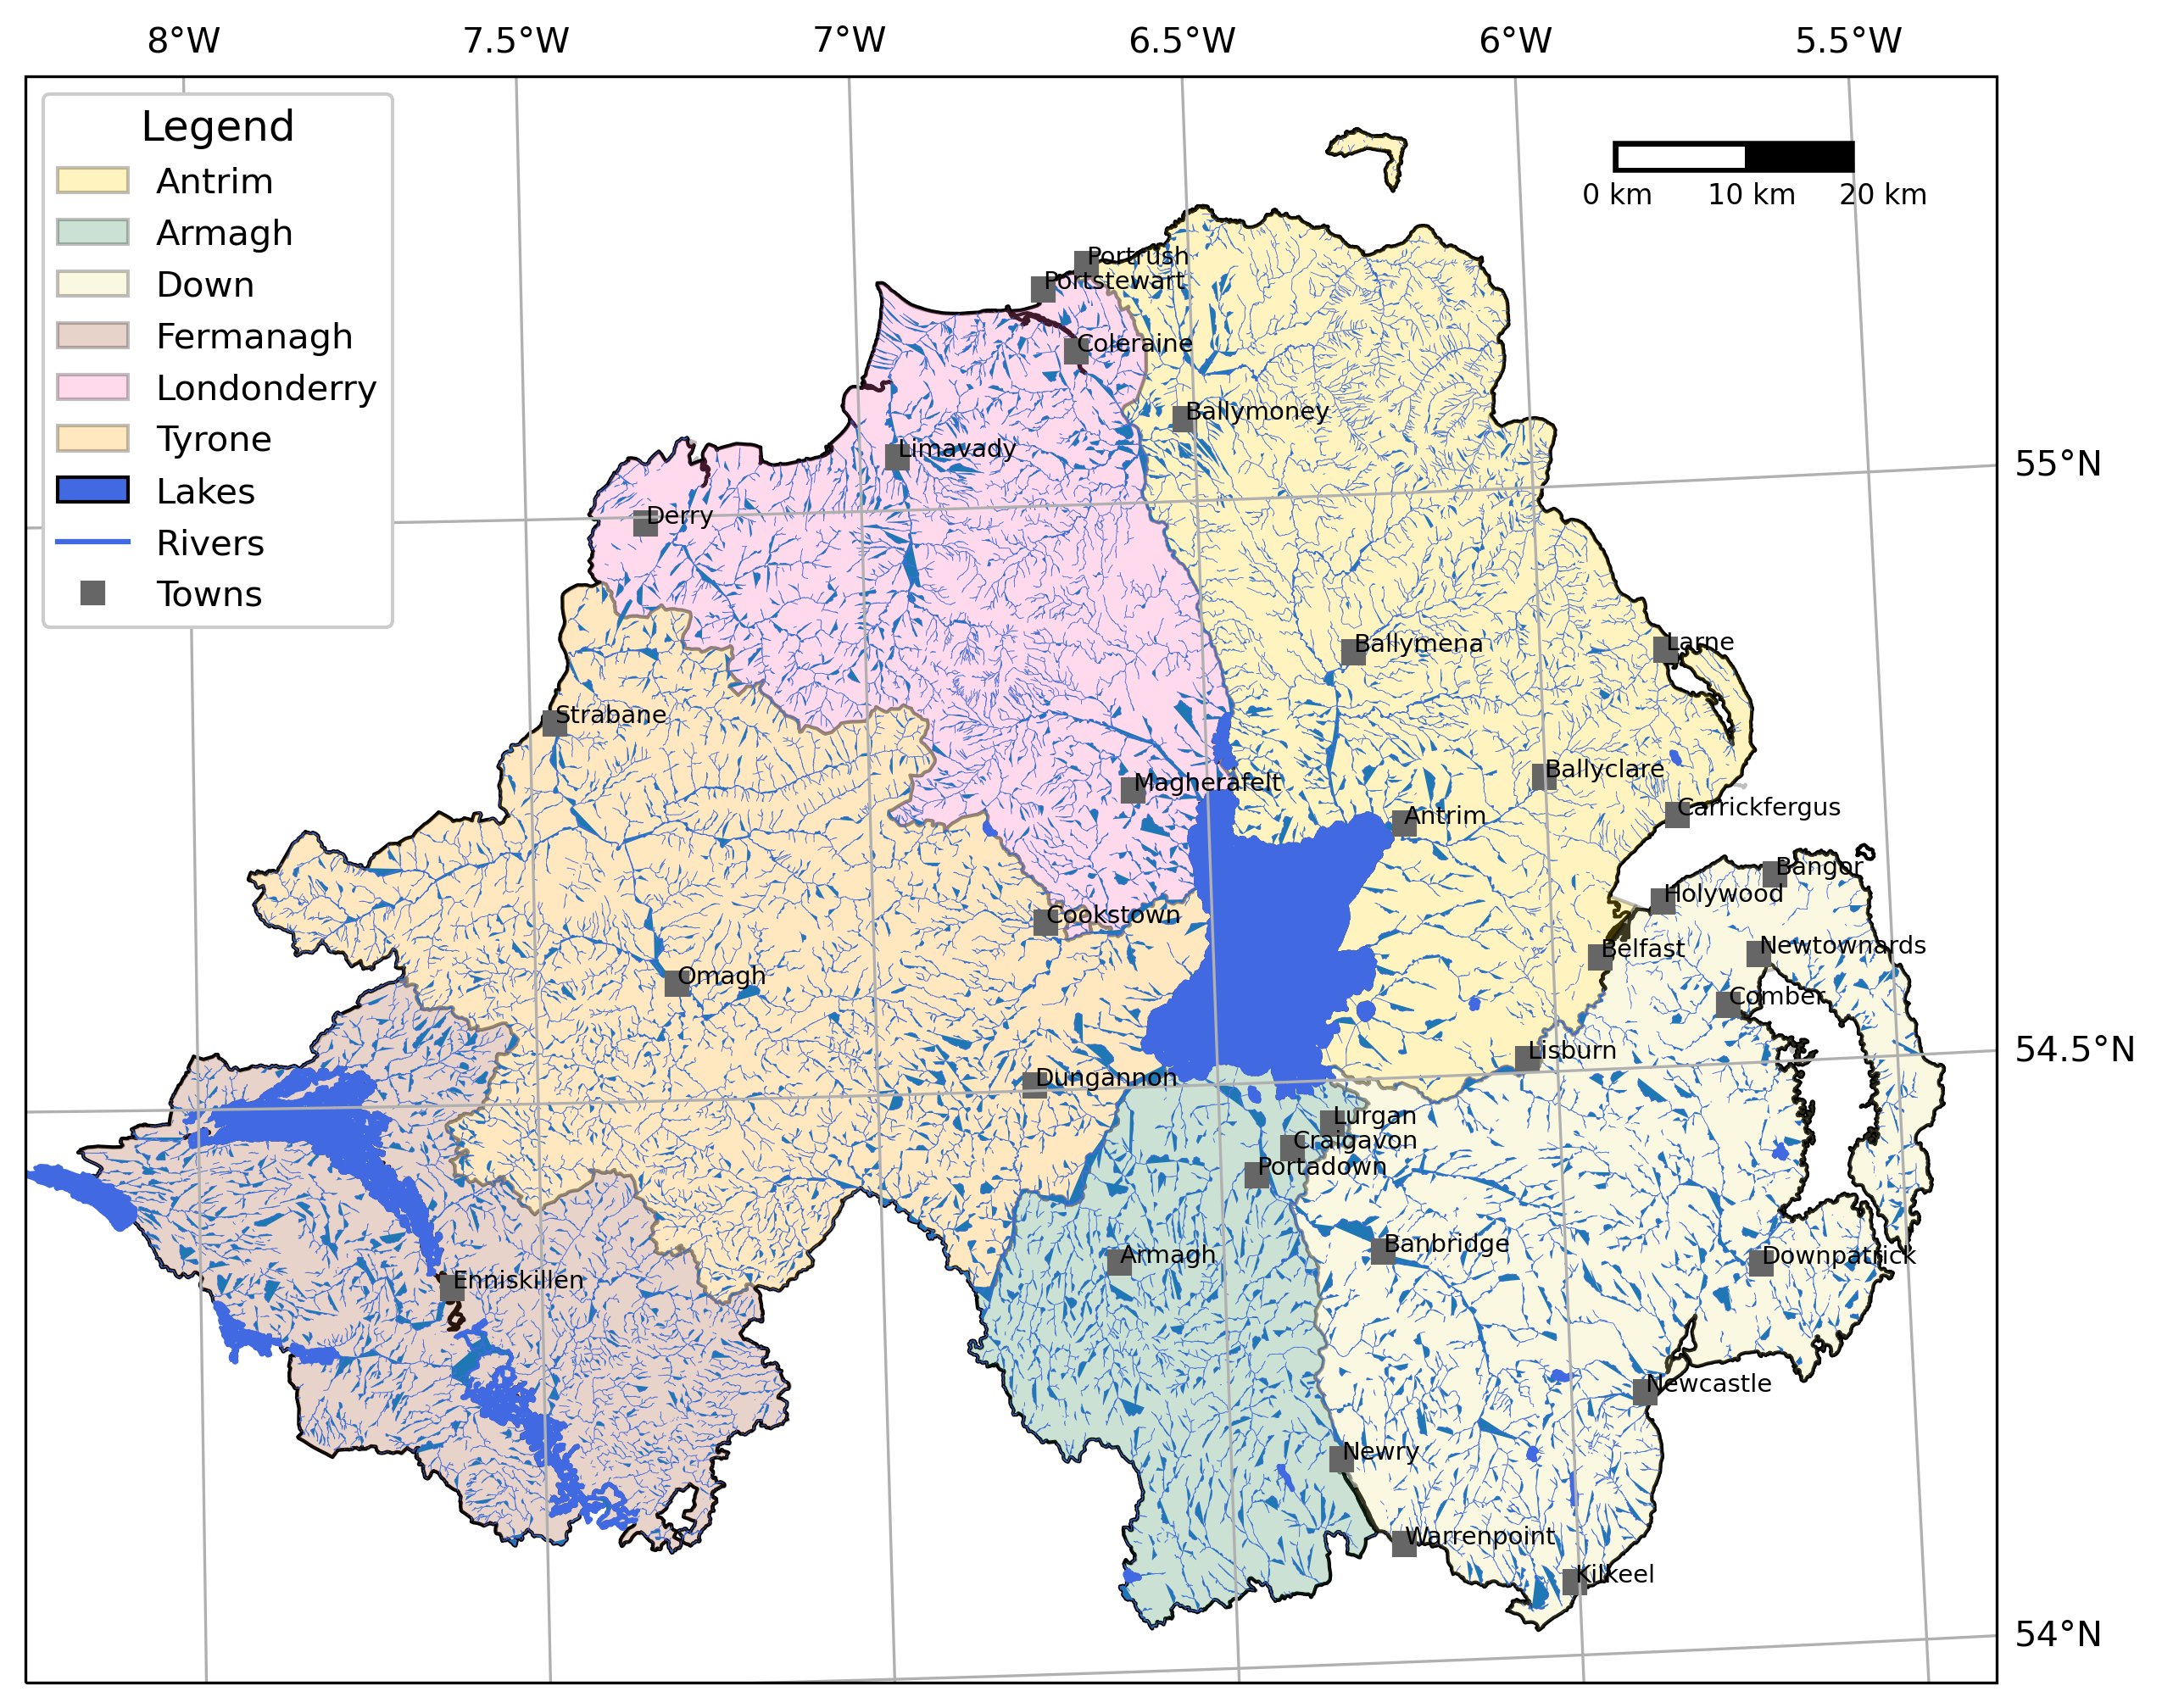 8°W 7.5°W 7°W 6.5°W 6°W 5.5°W
Legend
Antrim
Armagh
Down
Fermanagh
Londonderry
Tyrone
Lakes
Rivers
Towns
0 km 10 km 20 km
Portrush
Portstewart
Coleraine
Ballymoney
Limavady
55°N
Derry
Larne
Ballymena
Strabane
Ballyclare
Magherafelt
Carrickfergus
Antrim
Bangor
Holywood
Cookstown
Newtownards
Belfast
Omagh
Comber
54.5°N
Lisburn
Dungannon
Lurgan
Craigavon
Portadown
Banbridge
Armagh
Downpatrick
Enniskillen
Newcastle
Newry
Warrenpoint
Kilkeel
54°N